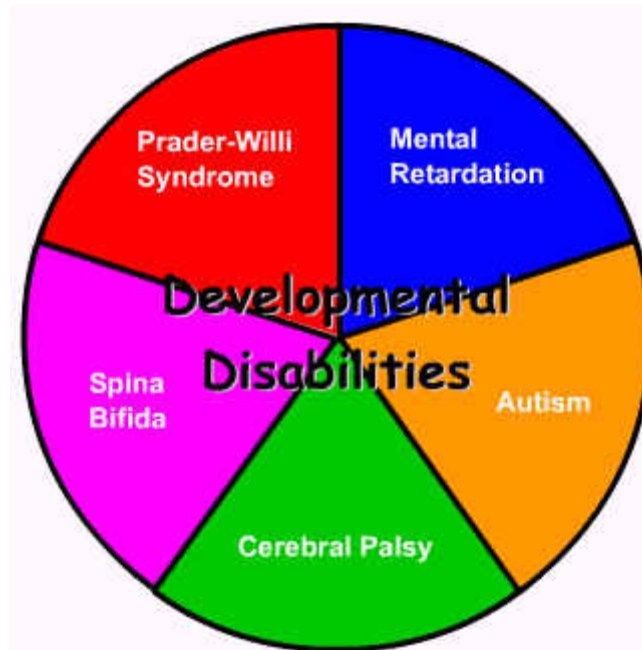 Prader-Willi
Syndrome
Mental
Retardation
Developmental
Disabilities
Spina
Bifida
Autism
Cerebral Palsy